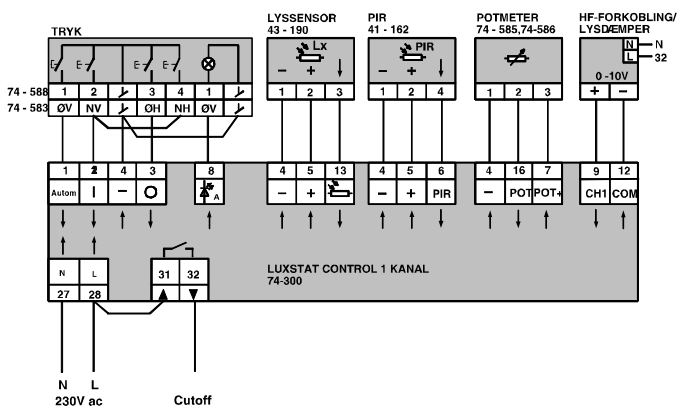 TRYK
LYSSENSOR
43 - 190
PIR
41 - 162
POTMETER
74 - 585,74-586
HF-FORKOBLING/
LYSDÆMPER
Lx
PIR
N N
L 32
0 -10V
- +
- +
74 - 588 1 2 3 4 1
1 2 3
1 2 4
1 2 3
+ -
74 - 583 ØV NV ØH NH ØV
1 2 4 3 8
4 5 13
4 5 6
4 16 7
9 12
Autom I - O A
- +
- + PIR
- POT POT+
CH1 COM
N L 31 32
27 28
LUXSTAT CONTROL 1 KANAL
74-300
N L
230V ac
Cutoff